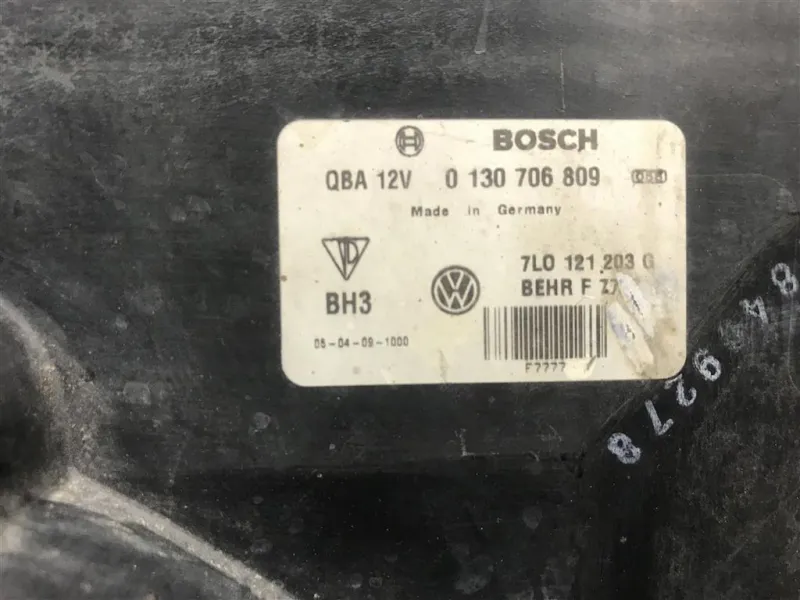 BOSCH
QBA 12V 0 130 706 809
Made in Germany
7L0 121 203 G
BEHR F
BH3
05-04-09-1000
F7777